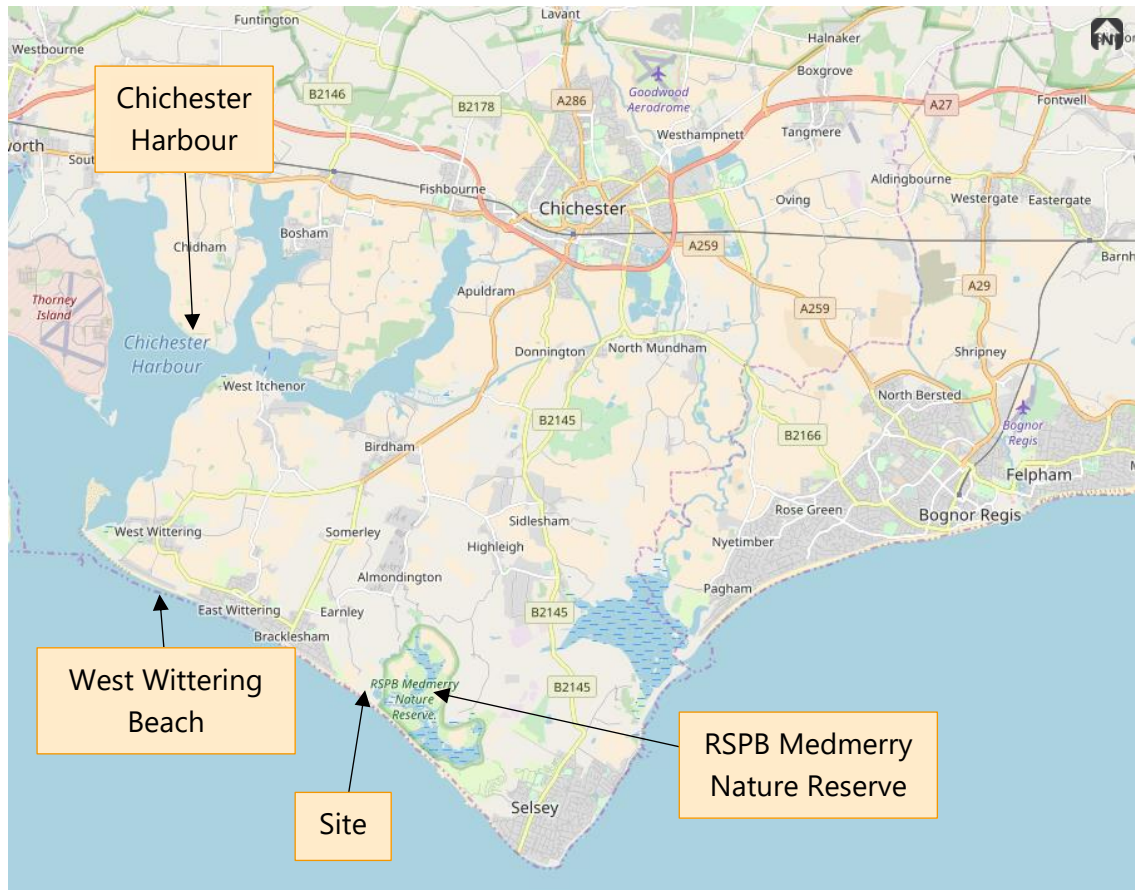 Lavant
Funtington
Westbourne
Halnaker
Boxgrove
Fontwell
B2146
B2178
A286
Goodwood
Aerodrome
A27
Chichester
Harbour
Westhampnett
Tangmere
Fishbourne
Aldingbourne
Oving
Westergate
Eastergate
Chichester
Bosham
Chidham
A259
Barnh
Apuldram
Thorney
Island
A29
A259
Chichester
Harbour
Donnington
North Mundham
Shripney
West Itchenor
North Bersted
B2145
Bognor
Regis
B2166
Birdham
Felpham
Rose Green
Bognor Regis
West Wittering
Somerley
Sidlesham
Highleigh
Nyetimber
Almondington
Pagham
East Wittering
Earnley
B2145
Bracklesham
West Wittering
Beach
RSPB Medmerry
Nature
Reserve
B2145
RSPB Medmerry
Nature Reserve
Site
Selsey